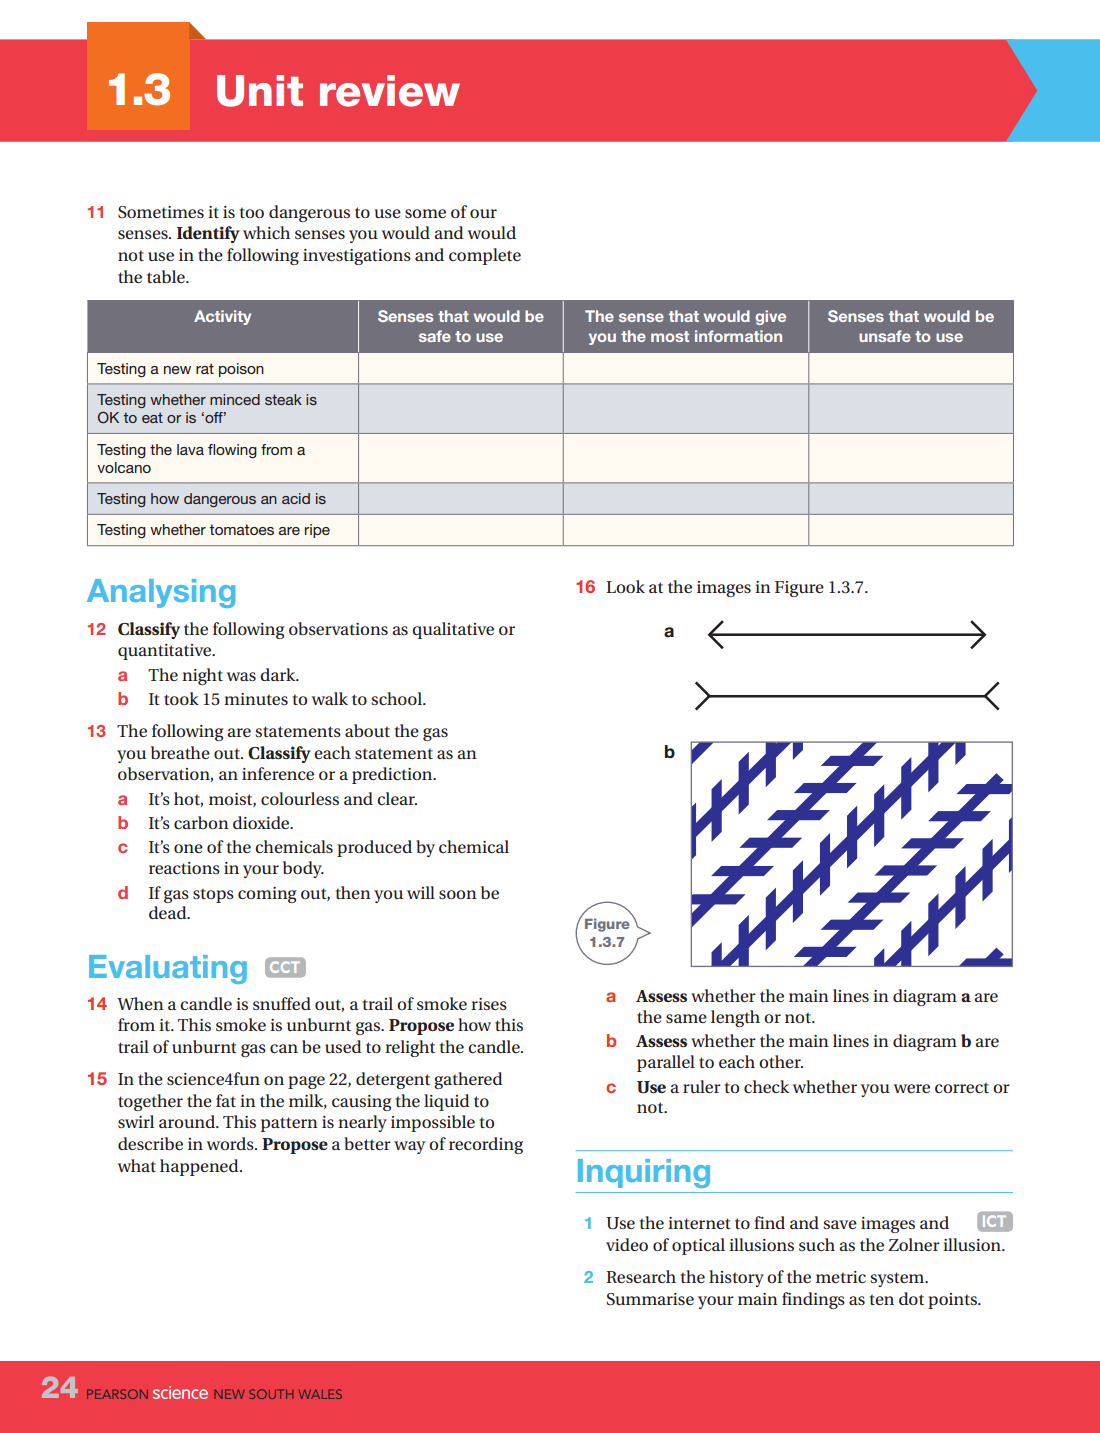 1.3 Unit review
11 Sometimes it is too dangerous to use some of our
senses. Identify which senses you would and would
not use in the following investigations and complete
the table.
Activity
Senses that would be
safe to use
The sense that would give
you the most information
Senses that would be
unsafe to use
Testing a new rat poison
Testing whether minced steak is
OK to eat or is ‘off’
Testing the lava flowing from a
volcano
Testing how dangerous an acid is
Testing whether tomatoes are ripe
Analysing
12 Classify the following observations as qualitative or
quantitative.
a The night was dark.
b It took 15 minutes to walk to school.
13 The following are statements about the gas
you breathe out. Classify each statement as an
observation, an inference or a prediction.
a It’s hot, moist, colourless and clear.
b It’s carbon dioxide.
c It’s one of the chemicals produced by chemical
reactions in your body.
d If gas stops coming out, then you will soon be
dead.
Evaluating CCT
14 When a candle is snuffed out, a trail of smoke rises
from it. This smoke is unburnt gas. Propose how this
trail of unburnt gas can be used to relight the candle.
15 In the science4fun on page 22, detergent gathered
together the fat in the milk, causing the liquid to
swirl around. This pattern is nearly impossible to
describe in words. Propose a better way of recording
what happened.
16 Look at the images in Figure 1.3.7.
a
b
Figure
1.3.7
a Assess whether the main lines in diagram a are
the same length or not.
b Assess whether the main lines in diagram b are
parallel to each other.
c Use a ruler to check whether you were correct or
not.
Inquiring
1 Use the internet to find and save images and ICT
video of optical illusions such as the Zolner illusion.
2 Research the history of the metric system.
Summarise your main findings as ten dot points.
24 PEARSON science NEW SOUTH WALES